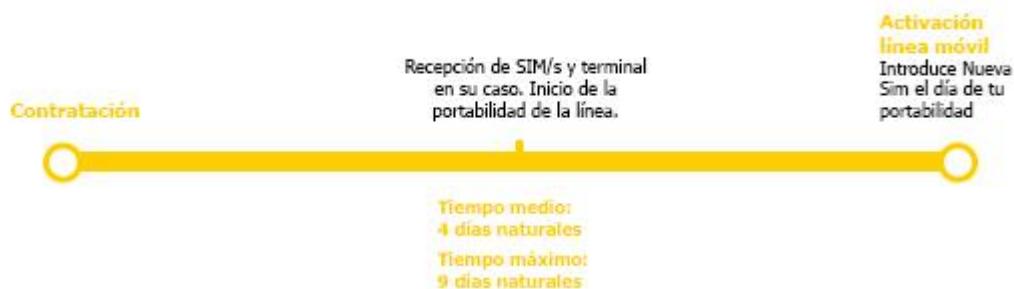 Contratación
Recepción de SIM/s y terminal
en su caso. Inicio de la
portabilidad de la línea.
Activación
línea móvil
Introduce Nueva
Sim el día de tu
portabilidad
Tiempo medio:
4 días naturales
Tiempo máximo:
9 días naturales